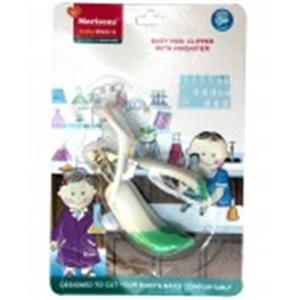 Morisons
baby dreams
BABY NAIL CLIPPER
WITH MAGNIFIER
DESIGNED TO CUT YOUR BABY'S NAILS COMFORTABLY